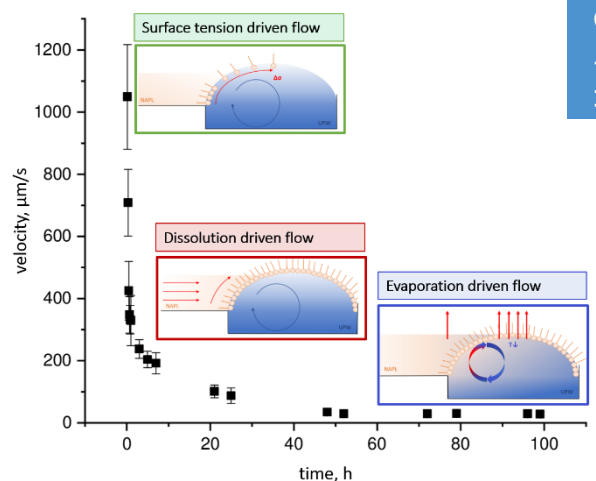 Surface tension driven flow
NAPL
Δσ
UPW
Dissolution driven flow
NAPL
UPW
Evaporation driven flow
NAPL
T↓
UPW
velocity, µm/s
1200
1000
800
600
400
200
0
0
20
40
60
80
100
time, h